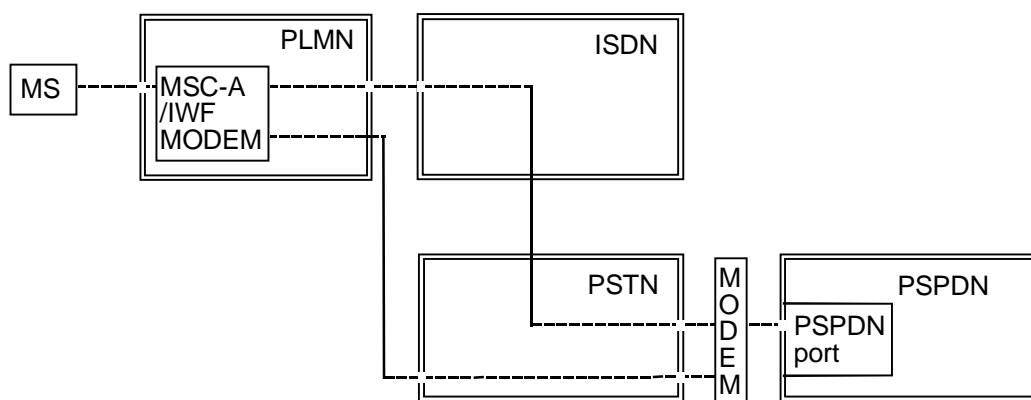 PLMN
ISDN
MS
MSC-A
/IWF
MODEM
PSTN
M
O
D
E
M
PSPDN
PSPDN
port